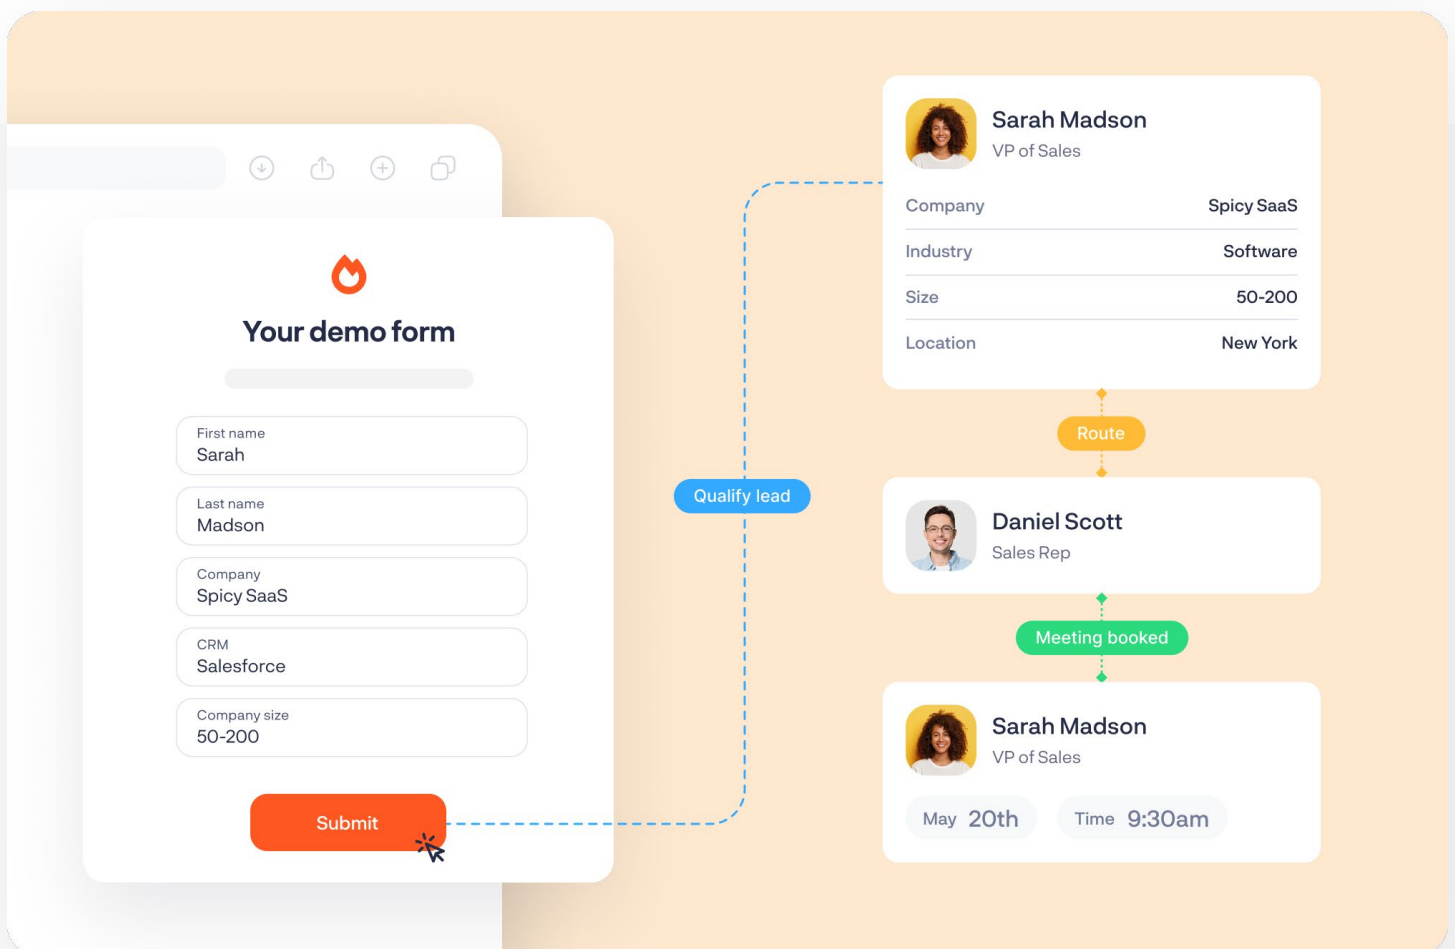 Your demo form
First name
Sarah
Last name
Madson
Company
Spicy SaaS
CRM
Salesforce
Company size
50-200
Submit
Qualify lead
Sarah Madson
VP of Sales
Company Spicy SaaS
Industry Software
Size 50-200
Location New York
Route
Daniel Scott
Sales Rep
Meeting booked
Sarah Madson
VP of Sales
May 20th Time 9:30am